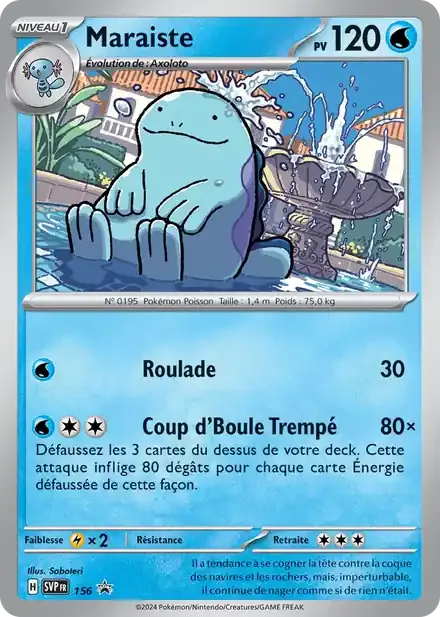 NIVEAU 1
Maraiste
PV 120
Évolution de : Axoloto
N° 0195 Pokémon Poisson Taille : 1,4 m Poids : 75,0 kg
Roulade 30
Coup d'Boule Trempé 80×
Défaussez les 3 cartes du dessus de votre deck. Cette
attaque inflige 80 dégâts pour chaque carte Énergie
défaussée de cette façon.
Faiblesse ×2 Résistance Retraite
Illus. Saboteri
H SVP FR 156
Il a tendance à se cogner la tête contre la coque
des navires et les rochers, mais, imperturbable,
il continue de nager comme si de rien n'était.
©2024 Pokémon/Nintendo/Creatures/GAME FREAK